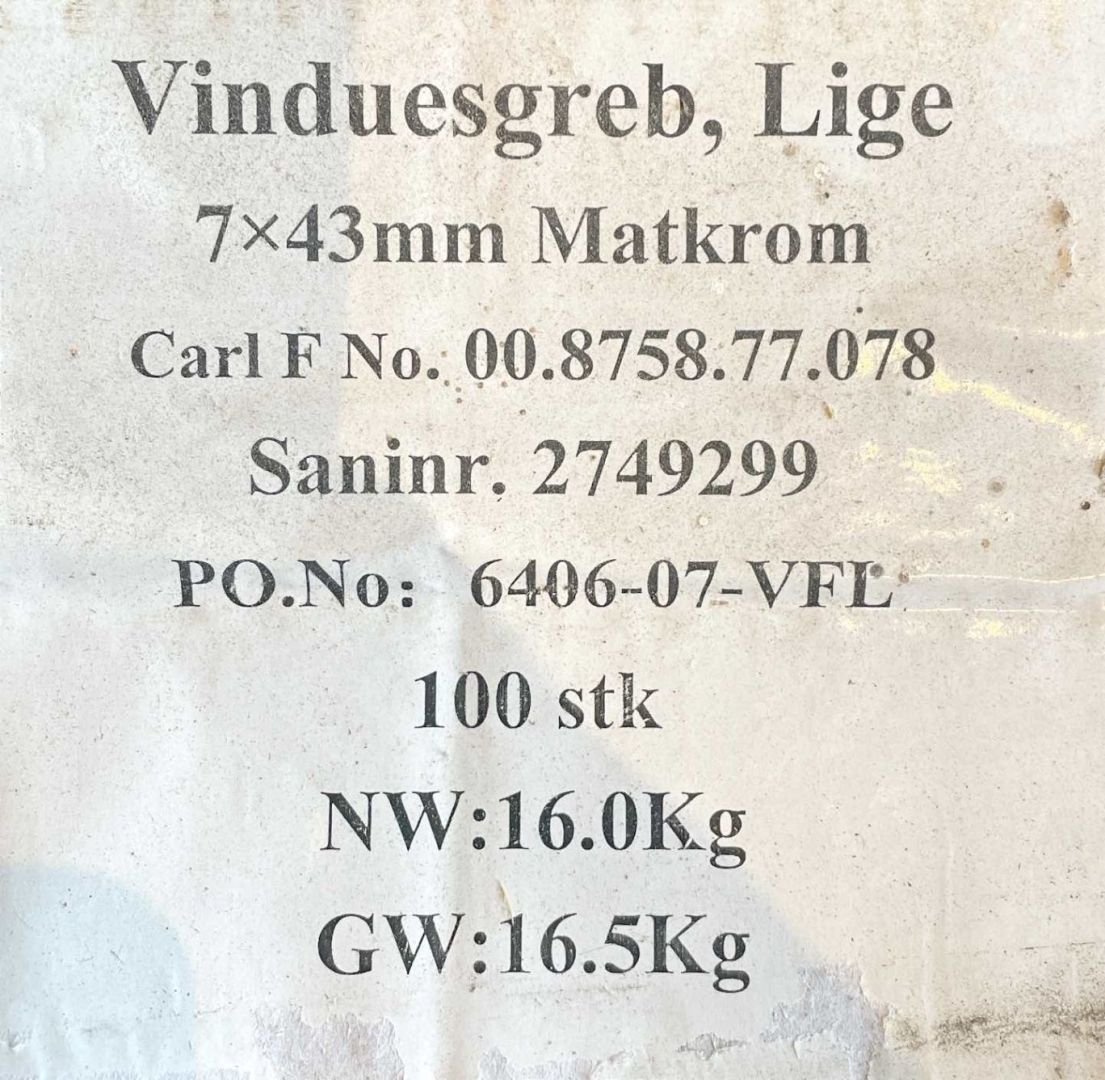 Vinduesgreb, Lige
7×43mm Matkrom
Carl F No. 00.8758.77.078
Saninr. 2749299
PO.No: 6406-07-VFL
100 stk
NW:16.0Kg
GW:16.5Kg